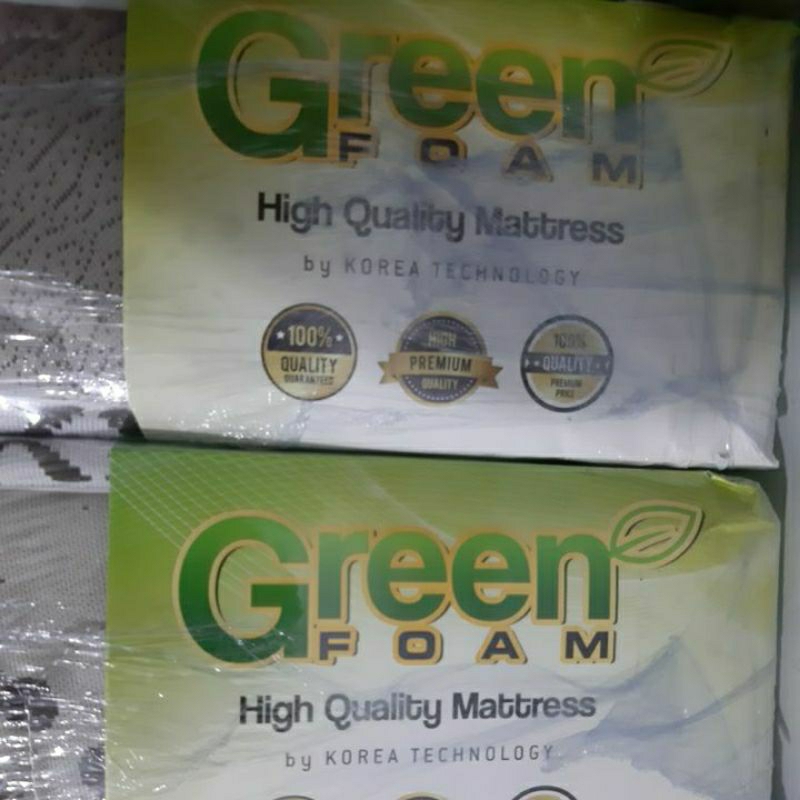 Green
FOAM
High Quality Mattress
by KOREA TECHNOLOGY
100%
QUALITY
GUARANTEED
HIGH
PREMIUM
QUALITY
100%
QUALITY
PREMIUM
PRICE
Green
FOAM
High Quality Mattress
by KOREA TECHNOLOGY